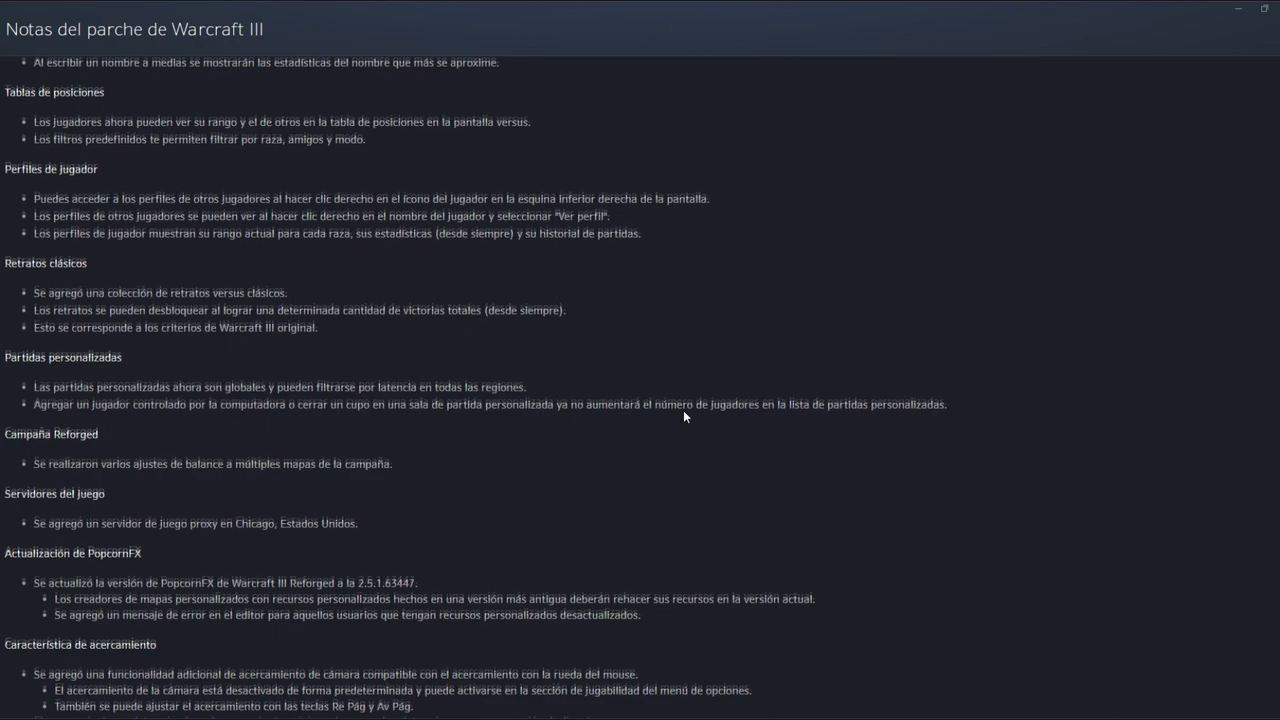 Notas del parche de Warcraft III
Al escribir un nombre a medias se mostrarán las estadísticas del nombre que más se aproxime.
Tablas de posiciones
Los jugadores ahora pueden ver su rango y el de otros en la tabla de posiciones en la pantalla versus.
Los filtros predefinidos te permiten filtrar por raza, amigos y modo.
Perfiles de jugador
Puedes acceder a los perfiles de otros jugadores al hacer clic derecho en el ícono del jugador en la esquina inferior derecha de la pantalla.
Los perfiles de otros jugadores se pueden ver al hacer clic derecho en el nombre del jugador y seleccionar "Ver perfil".
Los perfiles de jugador muestran su rango actual para cada raza, sus estadísticas (desde siempre) y su historial de partidas.
Retratos clásicos
Se agregó una colección de retratos versus clásicos.
Los retratos se pueden desbloquear al lograr una determinada cantidad de victorias totales (desde siempre).
Esto se corresponde a los criterios de Warcraft III original.
Partidas personalizadas
Las partidas personalizadas ahora son globales y pueden filtrarse por latencia en todas las regiones.
Agregar un jugador controlado por la computadora o cerrar un cupo en una sala de partida personalizada ya no aumentará el número de jugadores en la lista de partidas personalizadas.
Campaña Reforged
Se realizaron varios ajustes de balance a múltiples mapas de la campaña.
Servidores del juego
Se agregó un servidor de juego proxy en Chicago, Estados Unidos.
Actualización de PopcornFX
Se actualizó la versión de PopcornFX de Warcraft III Reforged a la 2.5.1.63447.
Los creadores de mapas personalizados con recursos personalizados hechos en una versión más antigua deberán rehacer sus recursos en la versión actual.
Se agregó un mensaje de error en el editor para aquellos usuarios que tengan recursos personalizados desactualizados.
Característica de acercamiento
Se agregó una funcionalidad adicional de acercamiento de cámara compatible con el acercamiento con la rueda del mouse.
El acercamiento de la cámara está desactivado de forma predeterminada y puede activarse en la sección de jugabilidad del menú de opciones.
También se puede ajustar el acercamiento con las teclas Re Pág y Av Pág.